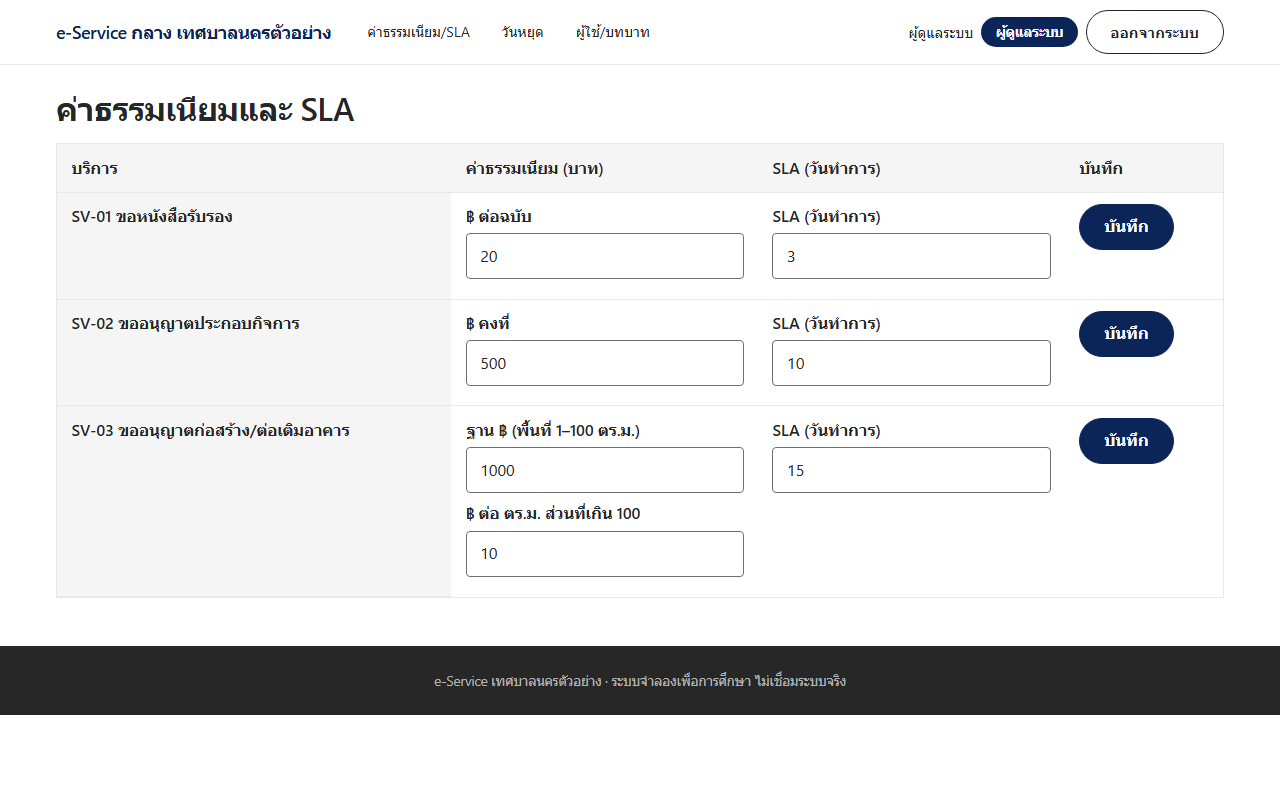 e-Service กลาง เทศบาลนครตัวอย่าง ค่าธรรมเนียม/SLA วันหยุด ผู้ใช้/บทบาท ผู้ดูแลระบบ ผู้ดูแลระบบ ออกจากระบบ
ค่าธรรมเนียมและ SLA
บริการ ค่าธรรมเนียม (บาท) SLA (วันทำการ) บันทึก
SV-01 ขอหนังสือรับรอง ฿ ต่อฉบับ SLA (วันทำการ) บันทึก
20 3
SV-02 ขออนุญาตประกอบกิจการ ฿ คงที่ SLA (วันทำการ) บันทึก
500 10
SV-03 ขออนุญาตก่อสร้าง/ต่อเติมอาคาร ฐาน ฿ (พื้นที่ 1–100 ตร.ม.) SLA (วันทำการ) บันทึก
1000 15
฿ ต่อ ตร.ม. ส่วนที่เกิน 100
10
e-Service เทศบาลนครตัวอย่าง · ระบบจำลองเพื่อการศึกษา ไม่เชื่อมระบบจริง